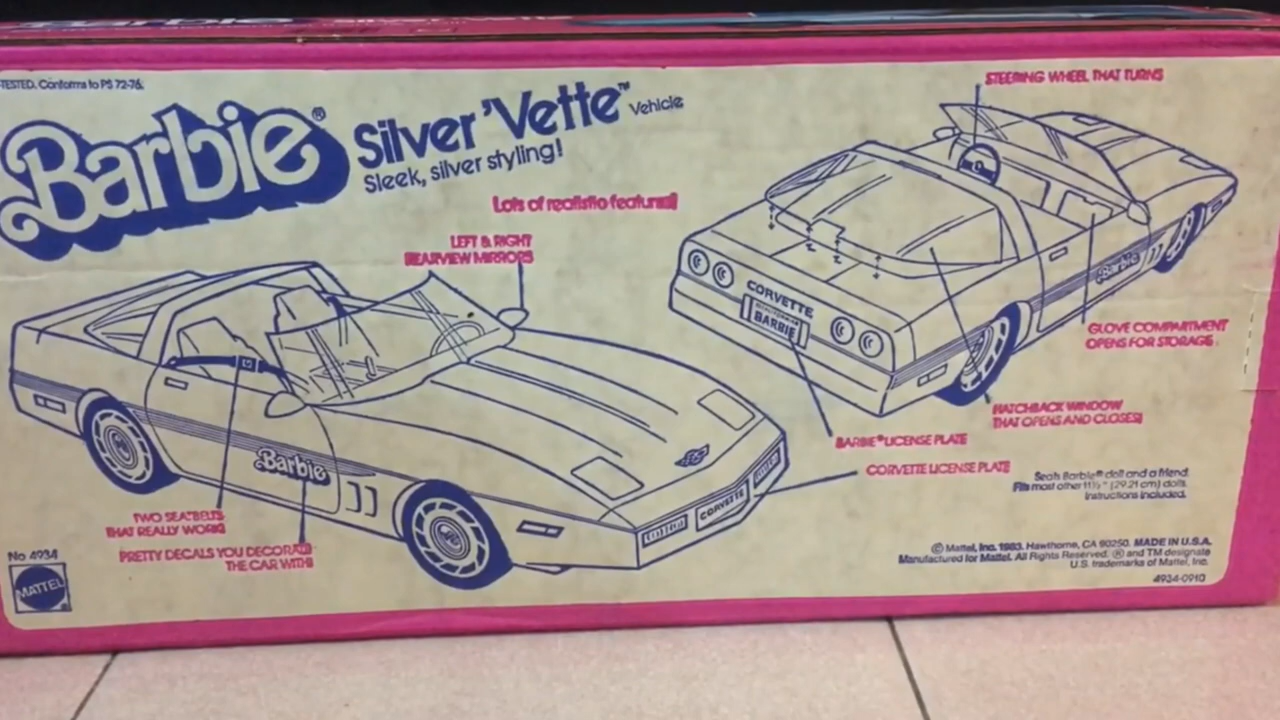 TESTED. Conforms to PS 72-76.
Barbie®
Silver 'Vette™ Vehicle
Sleek, silver styling!
Lots of realistic features!
STEERING WHEEL THAT TURNS
LEFT & RIGHT
REARVIEW MIRRORS
CORVETTE
BARBIE
Barbie
GLOVE COMPARTMENT
OPENS FOR STORAGE
HATCHBACK WINDOW
THAT OPENS AND CLOSES!
BARBIE® LICENSE PLATE
CORVETTE LICENSE PLATE
Barbie
CORVETTE
Seats Barbie® doll and a friend.
Fits most other 11½" (29.21 cm) dolls.
Instructions included.
TWO SEATBELTS
THAT REALLY WORK!
PRETTY DECALS YOU DECORATE
THE CAR WITH!
No 4934
MATTEL
© Mattel, Inc. 1983. Hawthorne, CA 90250. MADE IN U.S.A.
Manufactured for Mattel. All Rights Reserved. ® and TM designate
U.S. trademarks of Mattel, Inc.
4934-0910